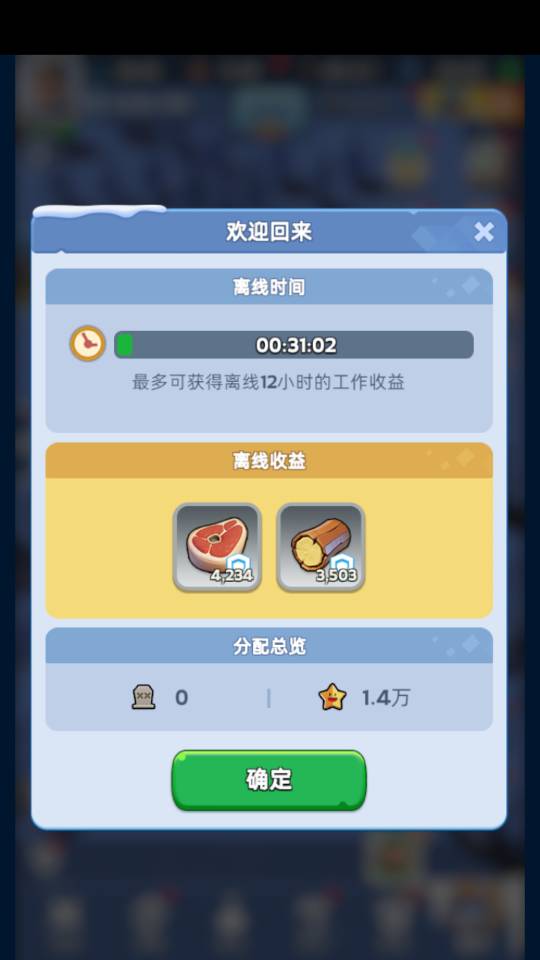 欢迎回来
离线时间
00:31:02
最多可获得离线12小时的工作收益
离线收益
4,234
3,503
分配总览
0
1.4万
确定